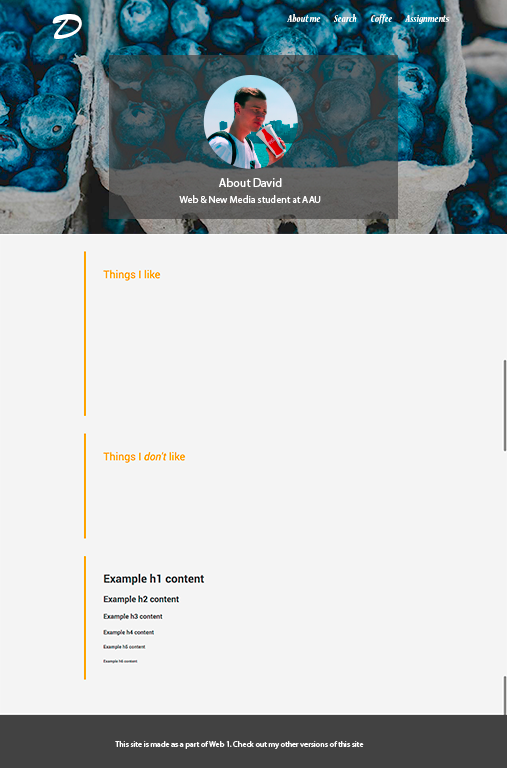 D
About me Search Coffee Assignments
About David
Web & New Media student at AAU
Things I like
Things I don't like
Example h1 content
Example h2 content
Example h3 content
Example h4 content
Example h5 content
Example h6 content
This site is made as a part of Web 1. Check out my other versions of this site